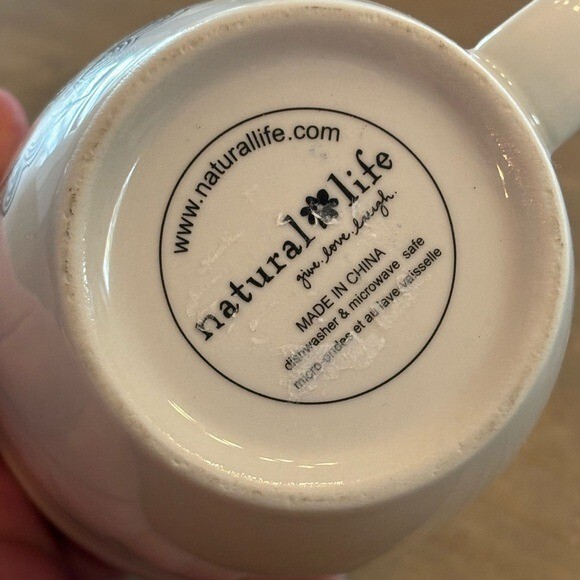 www.naturallife.com
natural life
give. love. laugh.
MADE IN CHINA
dishwasher & microwave safe
micro-ondes et au lave vaisselle